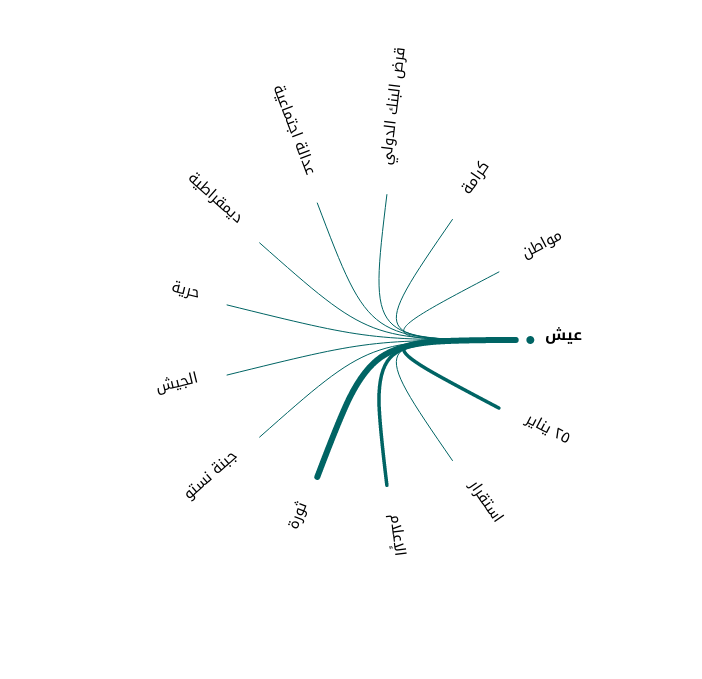 قرض البنك الدولي
عدالة اجتماعية
كرامة
ديمقراطية
مواطن
حرية
عيش
الجيش
٢٥ يناير
جبنة نستو
استقرار
ثورة
الإعلام